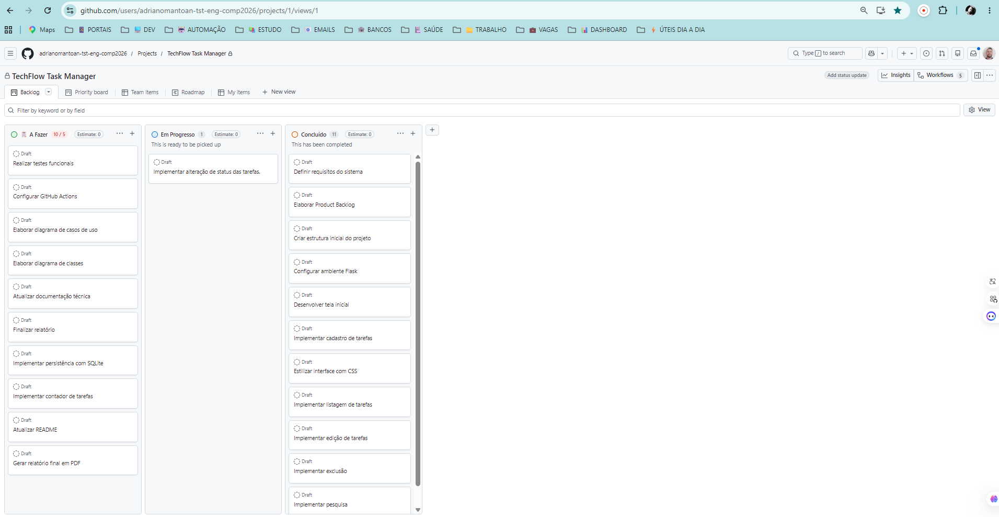 github.com/users/adrianomantoan-tst-eng-comp2026/projects/1/views/1
Maps PORTAIS DEV AUTOMAÇÃO ESTUDO EMAILS BANCOS SAÚDE TRABALHO VAGAS DASHBOARD ÚTEIS DIA A DIA
adrianomantoan-tst-eng-comp2026 / Projects / TechFlow Task Manager
Type / to search
TechFlow Task Manager
Add status update
Insights
Workflows 5
Backlog Priority board Team items Roadmap My items New view
Filter by keyword or by field
View
A Fazer 10 / 5 Estimate: 0
Draft
Realizar testes funcionais
Draft
Configurar GitHub Actions
Draft
Elaborar diagrama de casos de uso
Draft
Elaborar diagrama de classes
Draft
Atualizar documentação técnica
Draft
Finalizar relatório
Draft
Implementar persistência com SQLite
Draft
Implementar contador de tarefas
Draft
Atualizar README
Draft
Gerar relatório final em PDF
Em Progresso 1 Estimate: 0
This is ready to be picked up
Draft
Implementar alteração de status das tarefas.
Concluído 11 Estimate: 0
This has been completed
Draft
Definir requisitos do sistema
Draft
Elaborar Product Backlog
Draft
Criar estrutura inicial do projeto
Draft
Configurar ambiente Flask
Draft
Desenvolver tela inicial
Draft
Implementar cadastro de tarefas
Draft
Estilizar interface com CSS
Draft
Implementar listagem de tarefas
Draft
Implementar edição de tarefas
Draft
Implementar exclusão
Draft
Implementar pesquisa